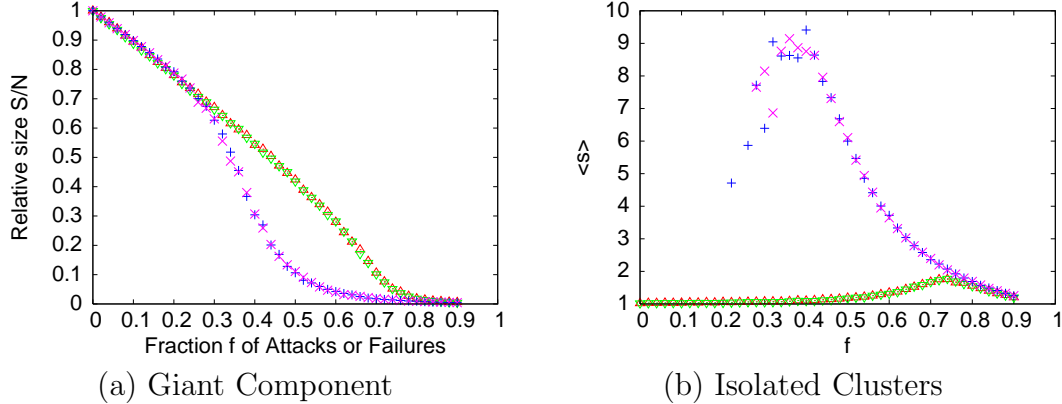 1
0.9
0.8
0.7
0.6
0.5
0.4
0.3
0.2
0.1
0
Relative size S/N
0 0.1 0.2 0.3 0.4 0.5 0.6 0.7 0.8 0.9 1
Fraction f of Attacks or Failures
(a) Giant Component
10
9
8
7
6
5
4
3
2
1
<s>
0 0.1 0.2 0.3 0.4 0.5 0.6 0.7 0.8 0.9 1
f
(b) Isolated Clusters